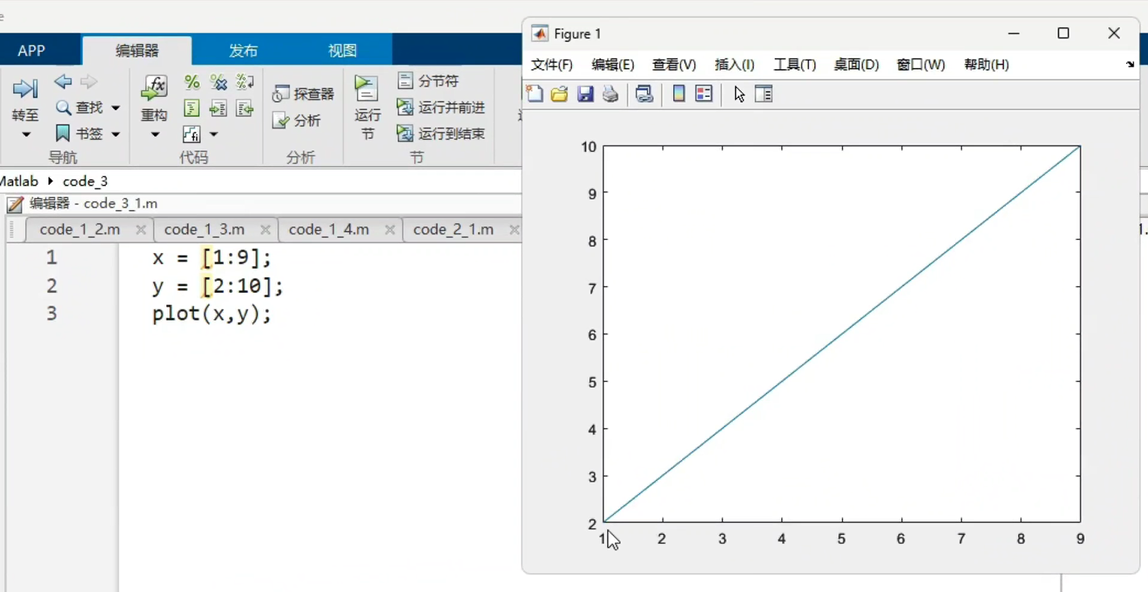 e
APP
编辑器
发布
视图
转至
查找
书签
导航
重构
代码
探查器
分析
分析
运行
节
分节符
运行并前进
运行到结束
节
Matlab
code_3
编辑器 - code_3_1.m
code_1_2.m
code_1_3.m
code_1_4.m
code_2_1.m
1 x = [1:9];
2 y = [2:10];
3 plot(x,y);
Figure 1
文件(F) 编辑(E) 查看(V) 插入(I) 工具(T) 桌面(D) 窗口(W) 帮助(H)
10
9
8
7
6
5
4
3
2
1 2 3 4 5 6 7 8 9
1.